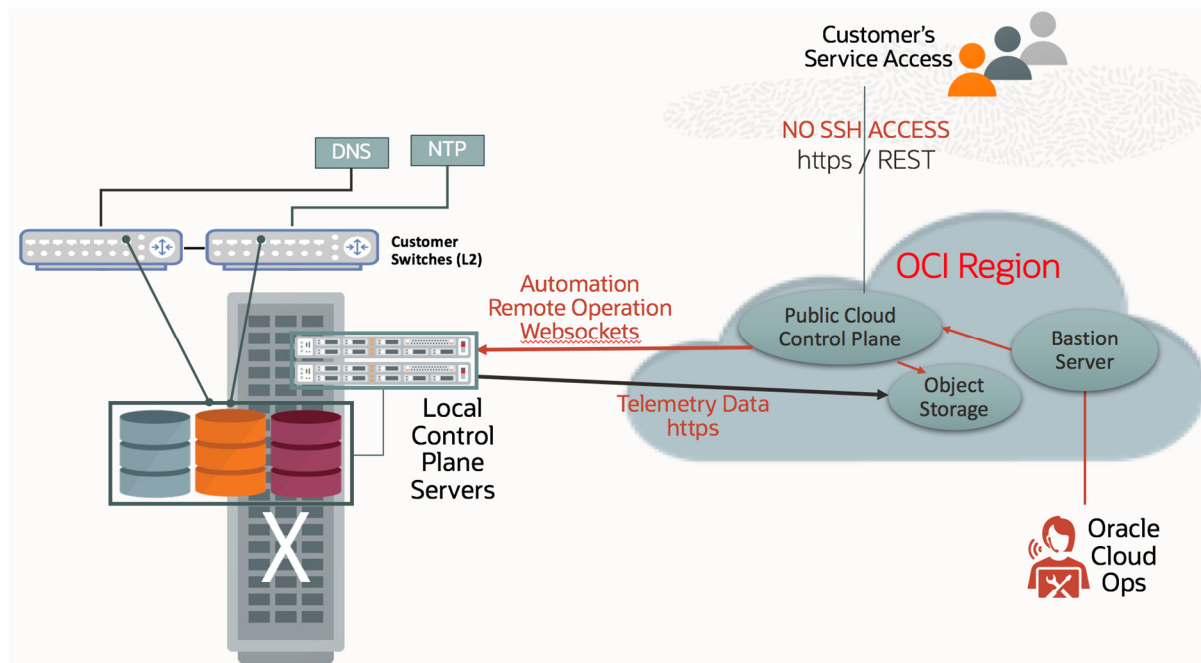 Customer's
Service Access
NO SSH ACCESS
https / REST
DNS
NTP
Customer
Switches (L2)
OCI Region
Automation
Remote Operation
Websockets
Public Cloud
Control Plane
Bastion
Server
Object
Storage
Telemetry Data
https
Local
Control
Plane
Servers
X
Oracle
Cloud
Ops